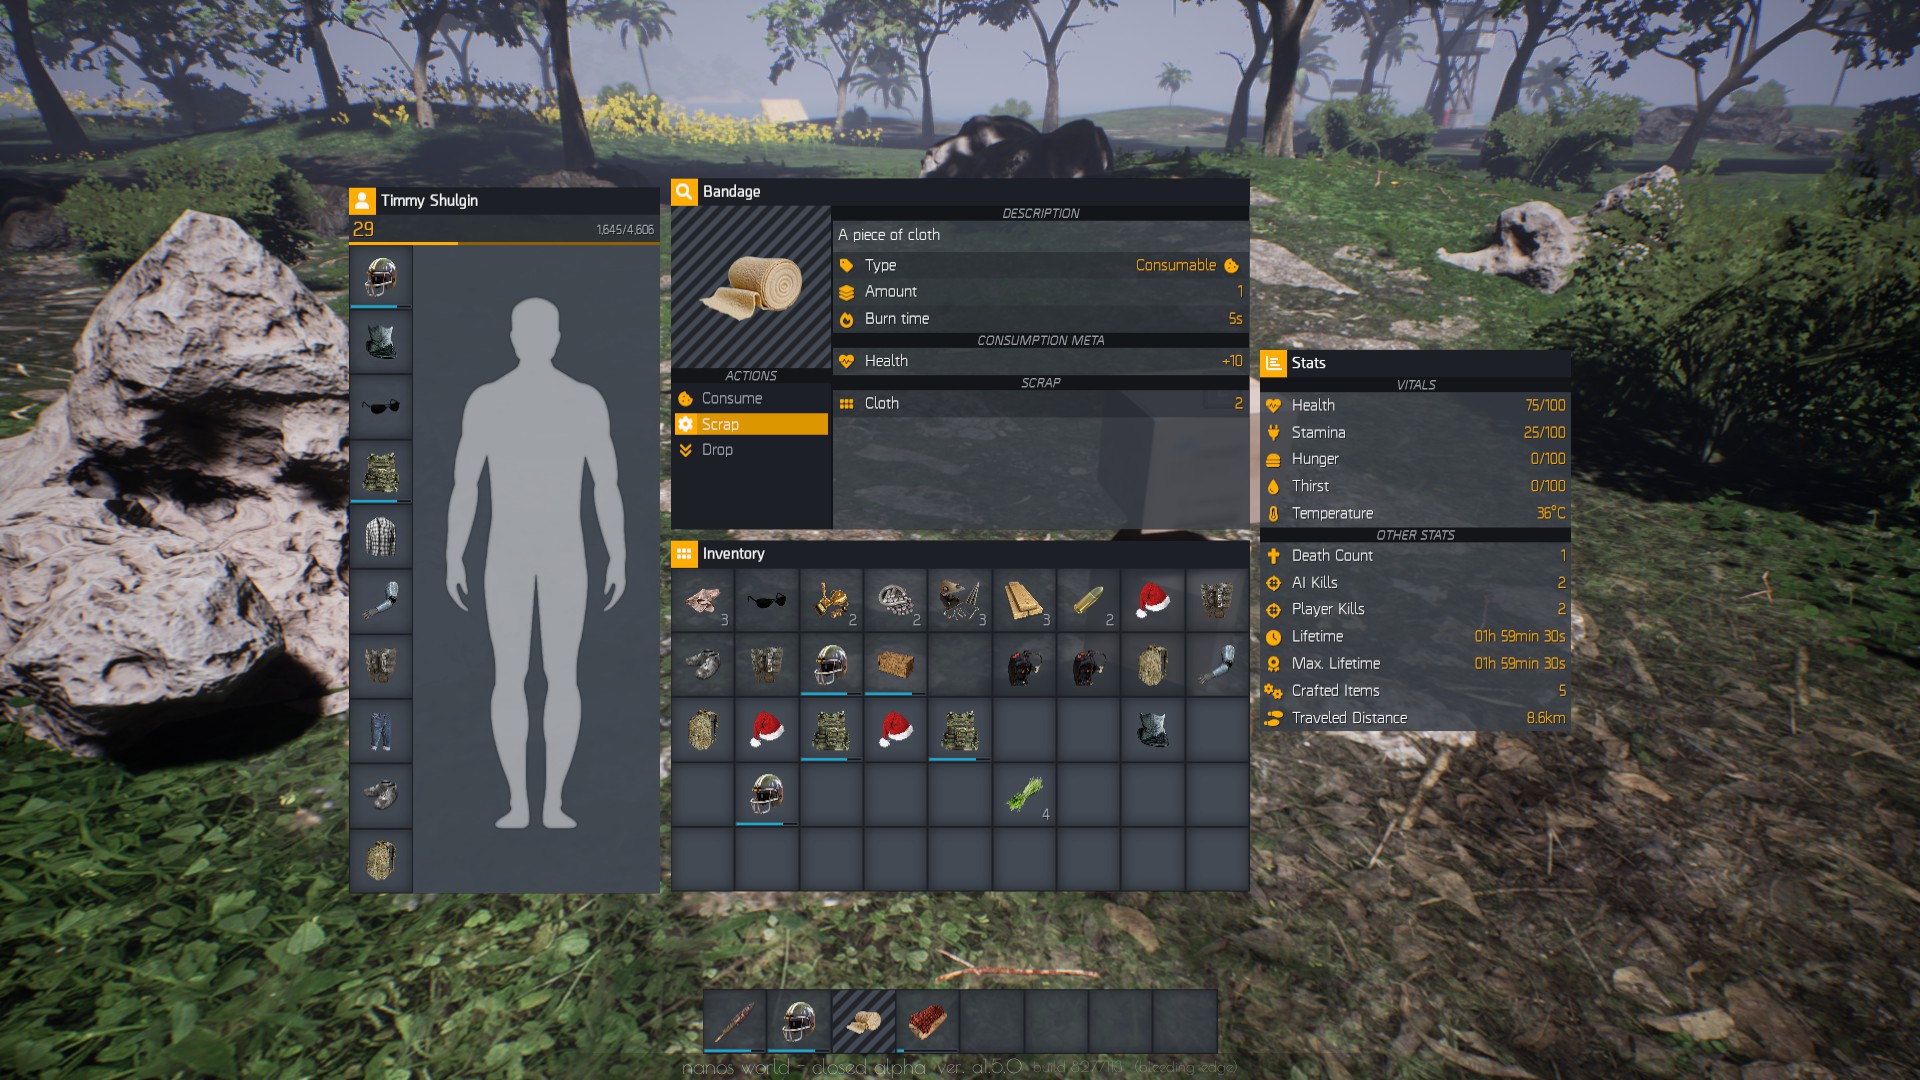 Timmy Shulgin
29
1,645/4,606
Bandage
DESCRIPTION
A piece of cloth
Type Consumable
Amount 1
Burn time 5s
CONSUMPTION META
Health +10
SCRAP
Cloth 2
ACTIONS
Consume
Scrap
Drop
Inventory
3 2 2 3 3 2
4
Stats
VITALS
Health 75/100
Stamina 25/100
Hunger 0/100
Thirst 0/100
Temperature 36°C
OTHER STATS
Death Count 1
AI Kills 2
Player Kills 2
Lifetime 01h 59min 30s
Max. Lifetime 01h 59min 30s
Crafted Items 5
Traveled Distance 8.6km
nanos world - closed alpha ver. a1.5.0 build (bleeding-edge)